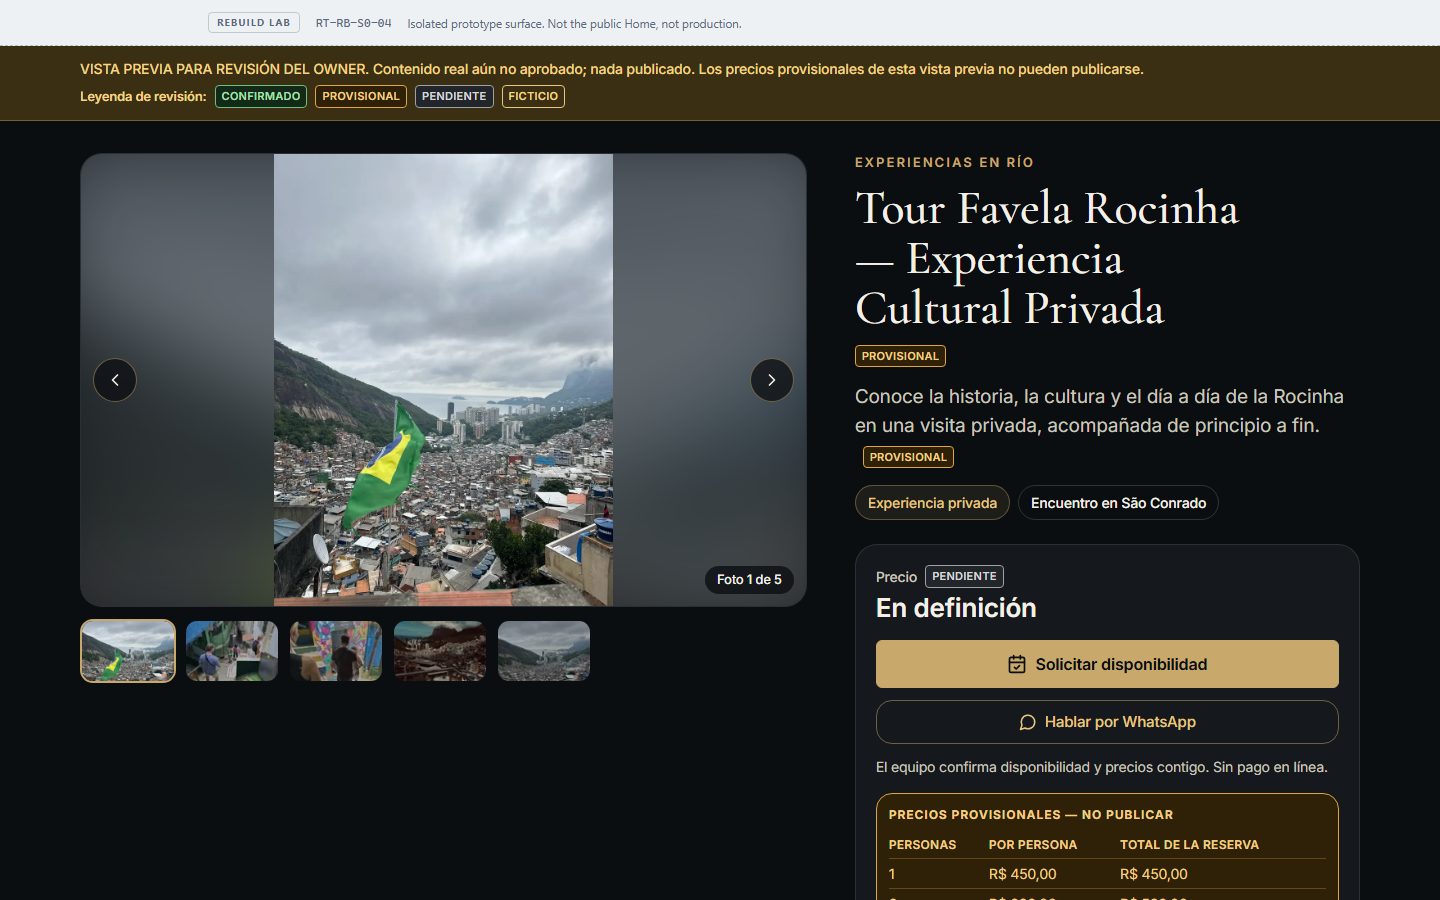 REBUILD LAB RT-RB-S0-04 Isolated prototype surface. Not the public Home, not production.
VISTA PREVIA PARA REVISIÓN DEL OWNER. Contenido real aún no aprobado; nada publicado. Los precios provisionales de esta vista previa no pueden publicarse.
Leyenda de revisión: CONFIRMADO PROVISIONAL PENDIENTE FICTICIO
Foto 1 de 5
EXPERIENCIAS EN RÍO
Tour Favela Rocinha
— Experiencia
Cultural Privada
PROVISIONAL
Conoce la historia, la cultura y el día a día de la Rocinha
en una visita privada, acompañada de principio a fin.
PROVISIONAL
Experiencia privada Encuentro en São Conrado
Precio PENDIENTE
En definición
Solicitar disponibilidad
Hablar por WhatsApp
El equipo confirma disponibilidad y precios contigo. Sin pago en línea.
PRECIOS PROVISIONALES — NO PUBLICAR
PERSONAS POR PERSONA TOTAL DE LA RESERVA
1 R$ 450,00 R$ 450,00